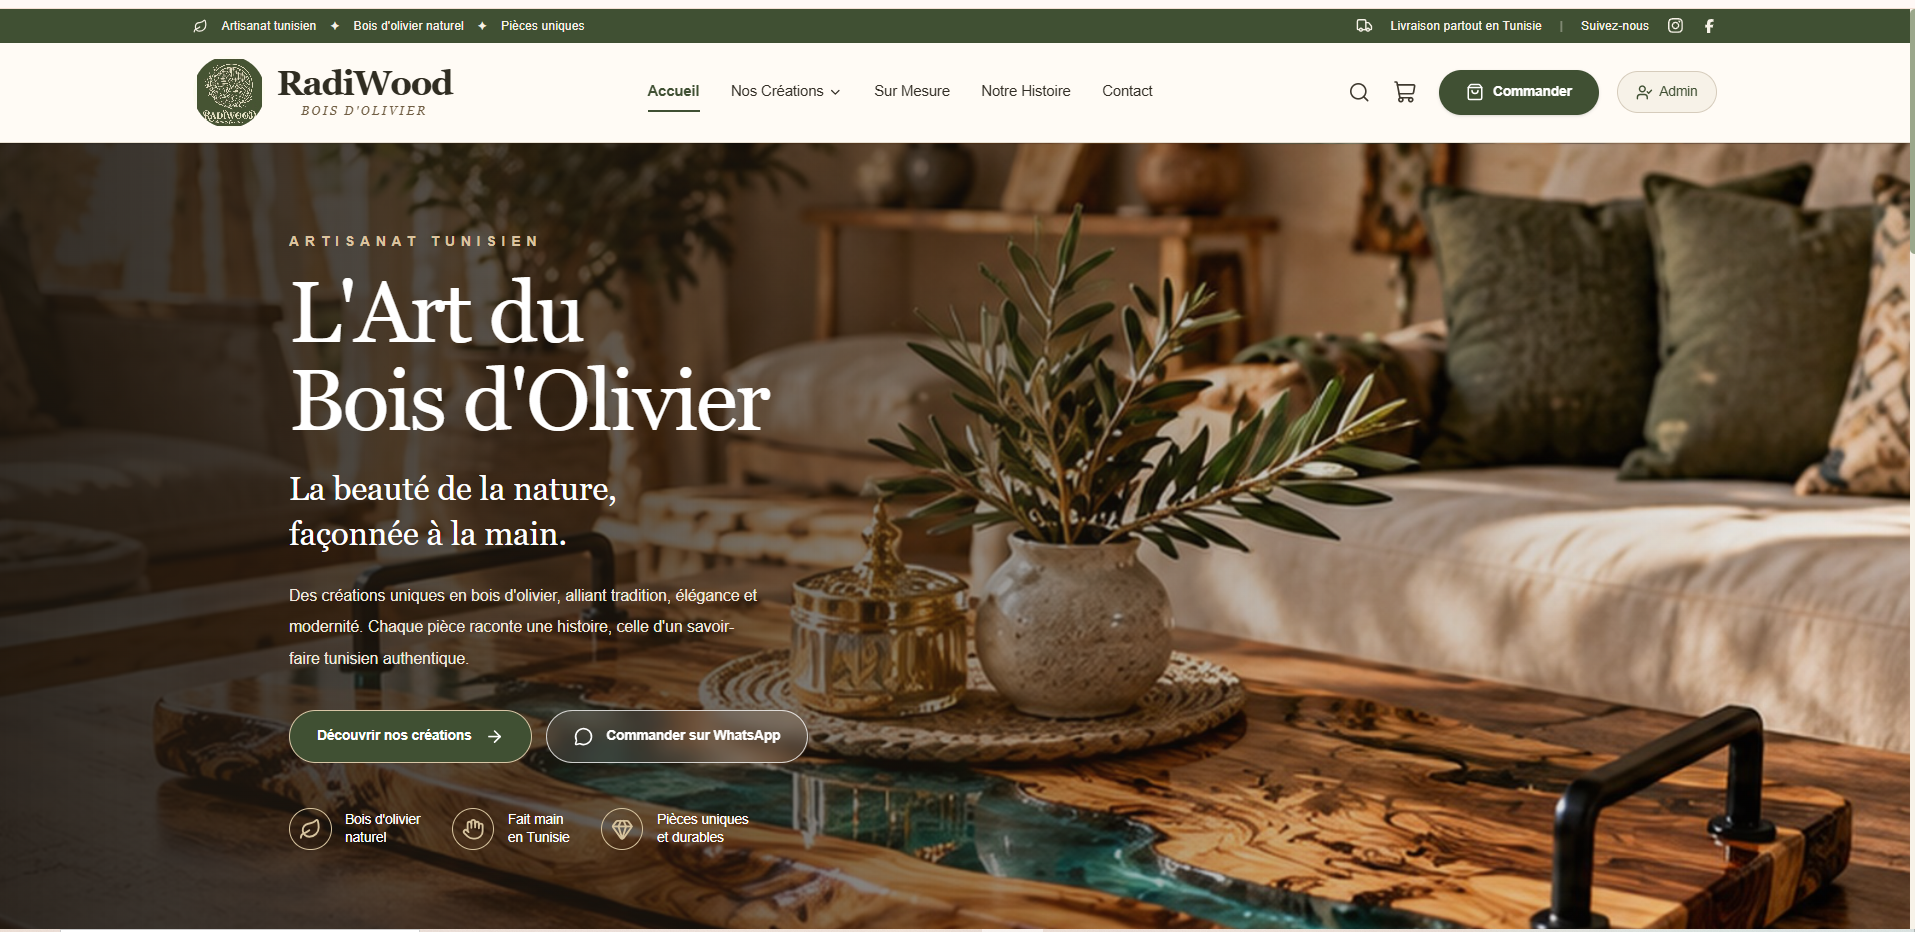 Artisanat tunisien ✦ Bois d'olivier naturel ✦ Pièces uniques
Livraison partout en Tunisie | Suivez-nous
RADIWOOD
RadiWood
BOIS D'OLIVIER
Accueil
Nos Créations
Sur Mesure
Notre Histoire
Contact
Commander
Admin
ARTISANAT TUNISIEN
L'Art du
Bois d'Olivier
La beauté de la nature,
façonnée à la main.
Des créations uniques en bois d'olivier, alliant tradition, élégance et
modernité. Chaque pièce raconte une histoire, celle d'un savoir-
faire tunisien authentique.
Découvrir nos créations
Commander sur WhatsApp
Bois d'olivier
naturel
Fait main
en Tunisie
Pièces uniques
et durables